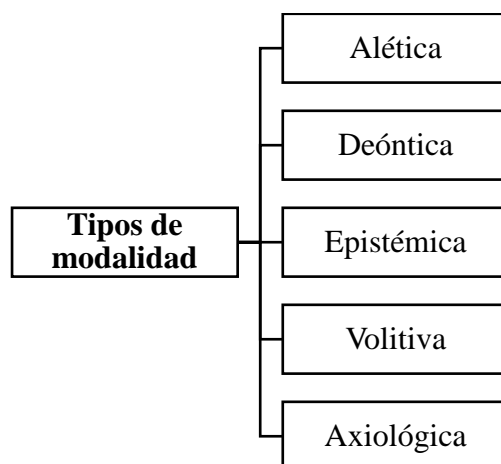 Tipos de
modalidad
Alética
Deóntica
Epistémica
Volitiva
Axiológica